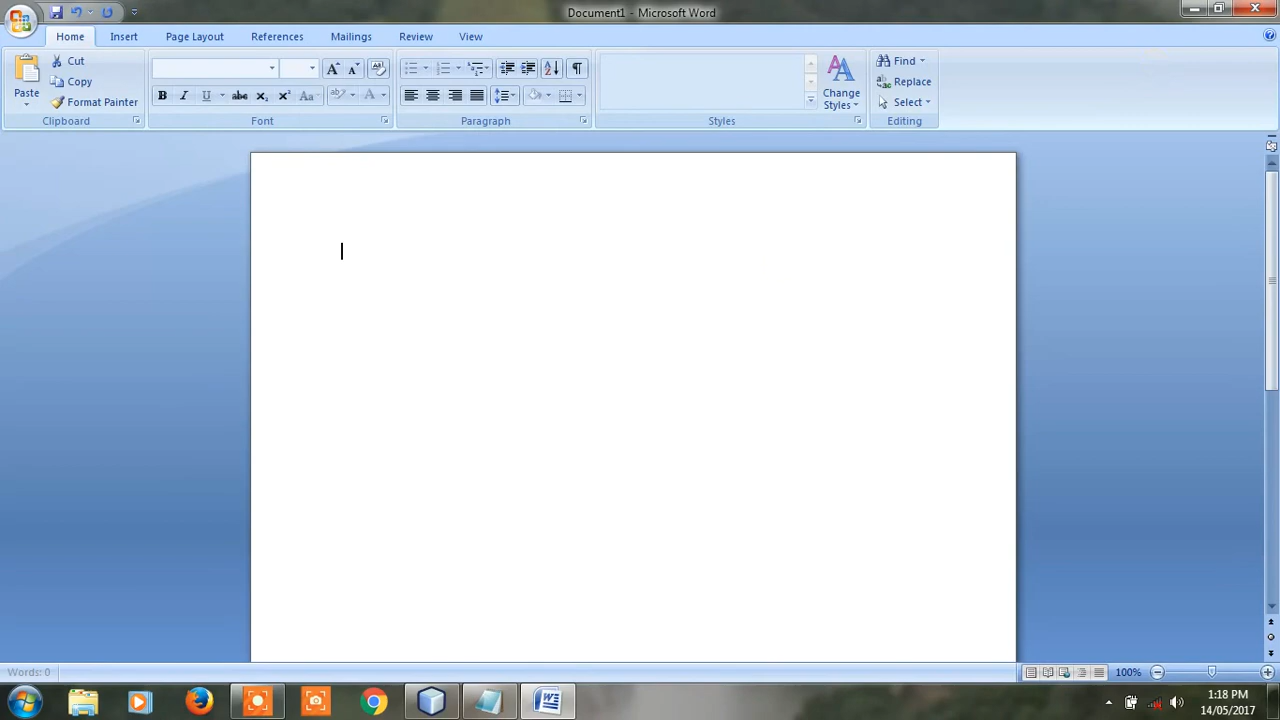 Document1 - Microsoft Word
Home Insert Page Layout References Mailings Review View
Paste
Cut
Copy
Format Painter
Clipboard
Font
Paragraph
Change
Styles
Styles
Find
Replace
Select
Editing
Words: 0
100%
1:18 PM
14/05/2017